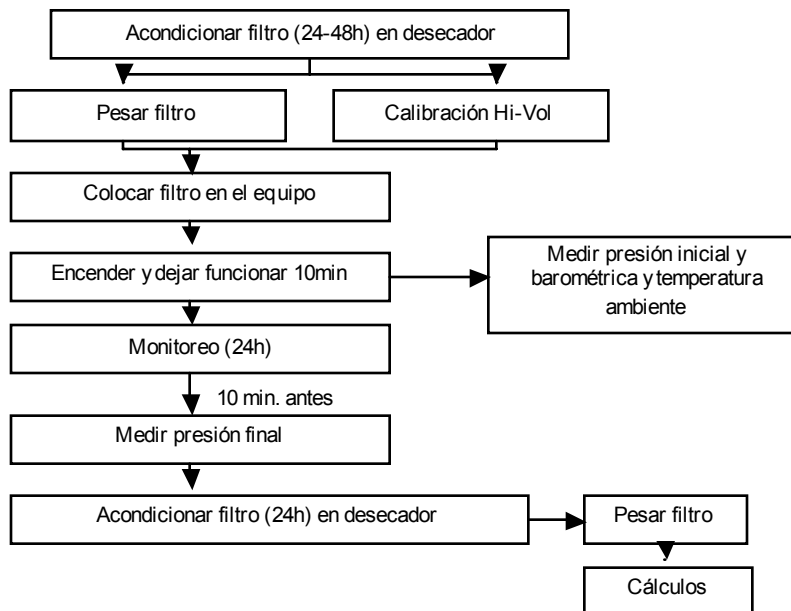 Acondicionar filtro (24-48h) en desecador
Pesar filtro
Calibración Hi-Vol
Colocar filtro en el equipo
Encender y dejar funcionar 10min
Medir presión inicial y
barométrica y temperatura
ambiente
Monitoreo (24h)
10 min. antes
Medir presión final
Acondicionar filtro (24h) en desecador
Pesar filtro
Cálculos